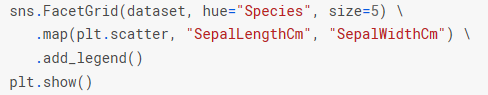 sns.FacetGrid(dataset, hue="Species", size=5) \
   .map(plt.scatter, "SepalLengthCm", "SepalWidthCm") \
   .add_legend()
plt.show()